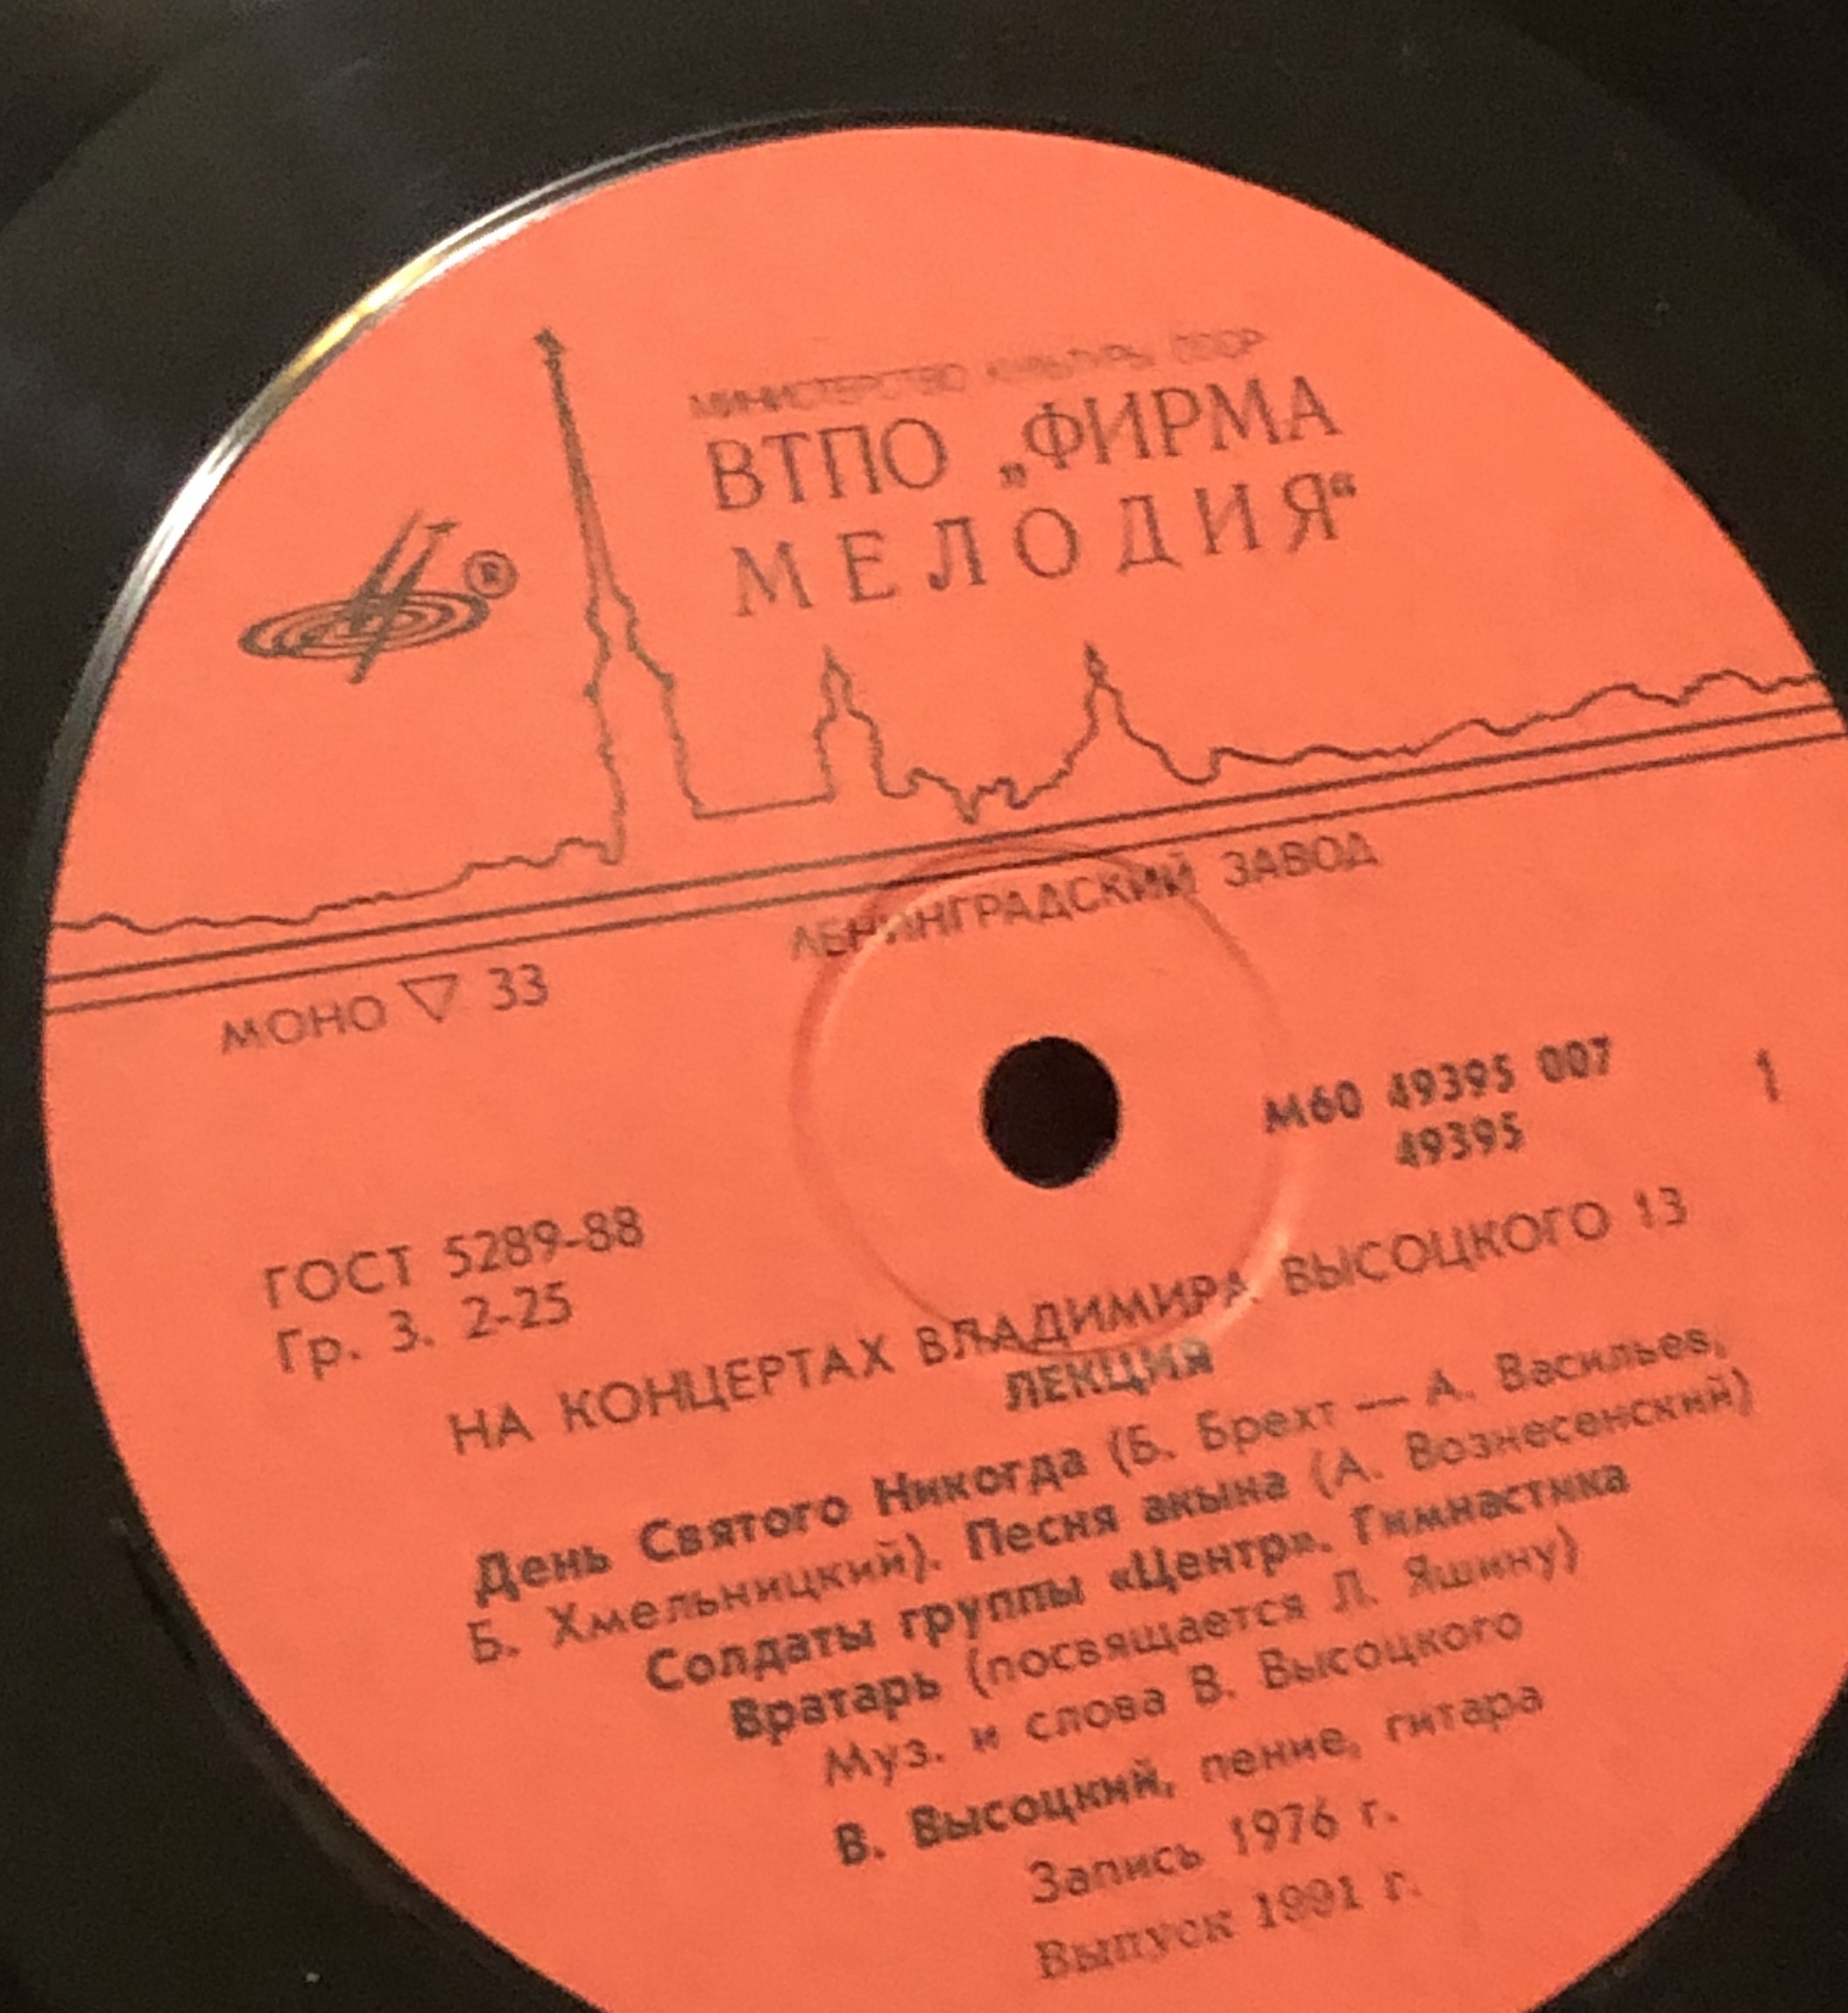 МИНИСТЕРСТВО КУЛЬТУРЫ СССР
ВТПО „ФИРМА
МЕЛОДИЯ“
ЛЕНИНГРАДСКИЙ ЗАВОД
МОНО ▽ 33
М60 49395 007
49395
1
ГОСТ 5289-88
Гр. 3. 2-25
НА КОНЦЕРТАХ ВЛАДИМИРА ВЫСОЦКОГО 13
ЛЕКЦИЯ
День Святого Никогда (Б. Брехт — А. Васильев,
Б. Хмельницкий). Песня акына (А. Вознесенский)
Солдаты группы «Центр». Гимнастика
Вратарь (посвящается Л. Яшину)
Муз. и слова В. Высоцкого
В. Высоцкий, пение, гитара
Запись 1976 г.
Выпуск 1991 г.